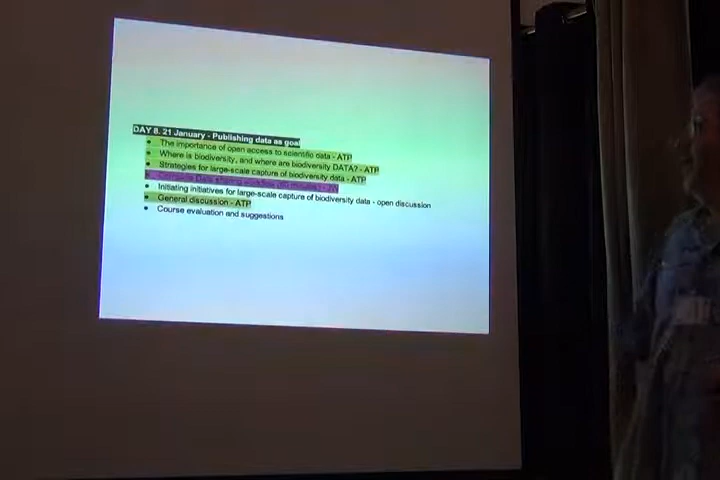 DAY 8. 21 January - Publishing data as goal
• The importance of open access to scientific data - ATP
• Where is biodiversity, and where are biodiversity DATA? - ATP
• Strategies for large-scale capture of biodiversity data - ATP
• Data
• Initiating initiatives for large-scale capture of biodiversity data - open discussion
• General discussion - ATP
• Course evaluation and suggestions